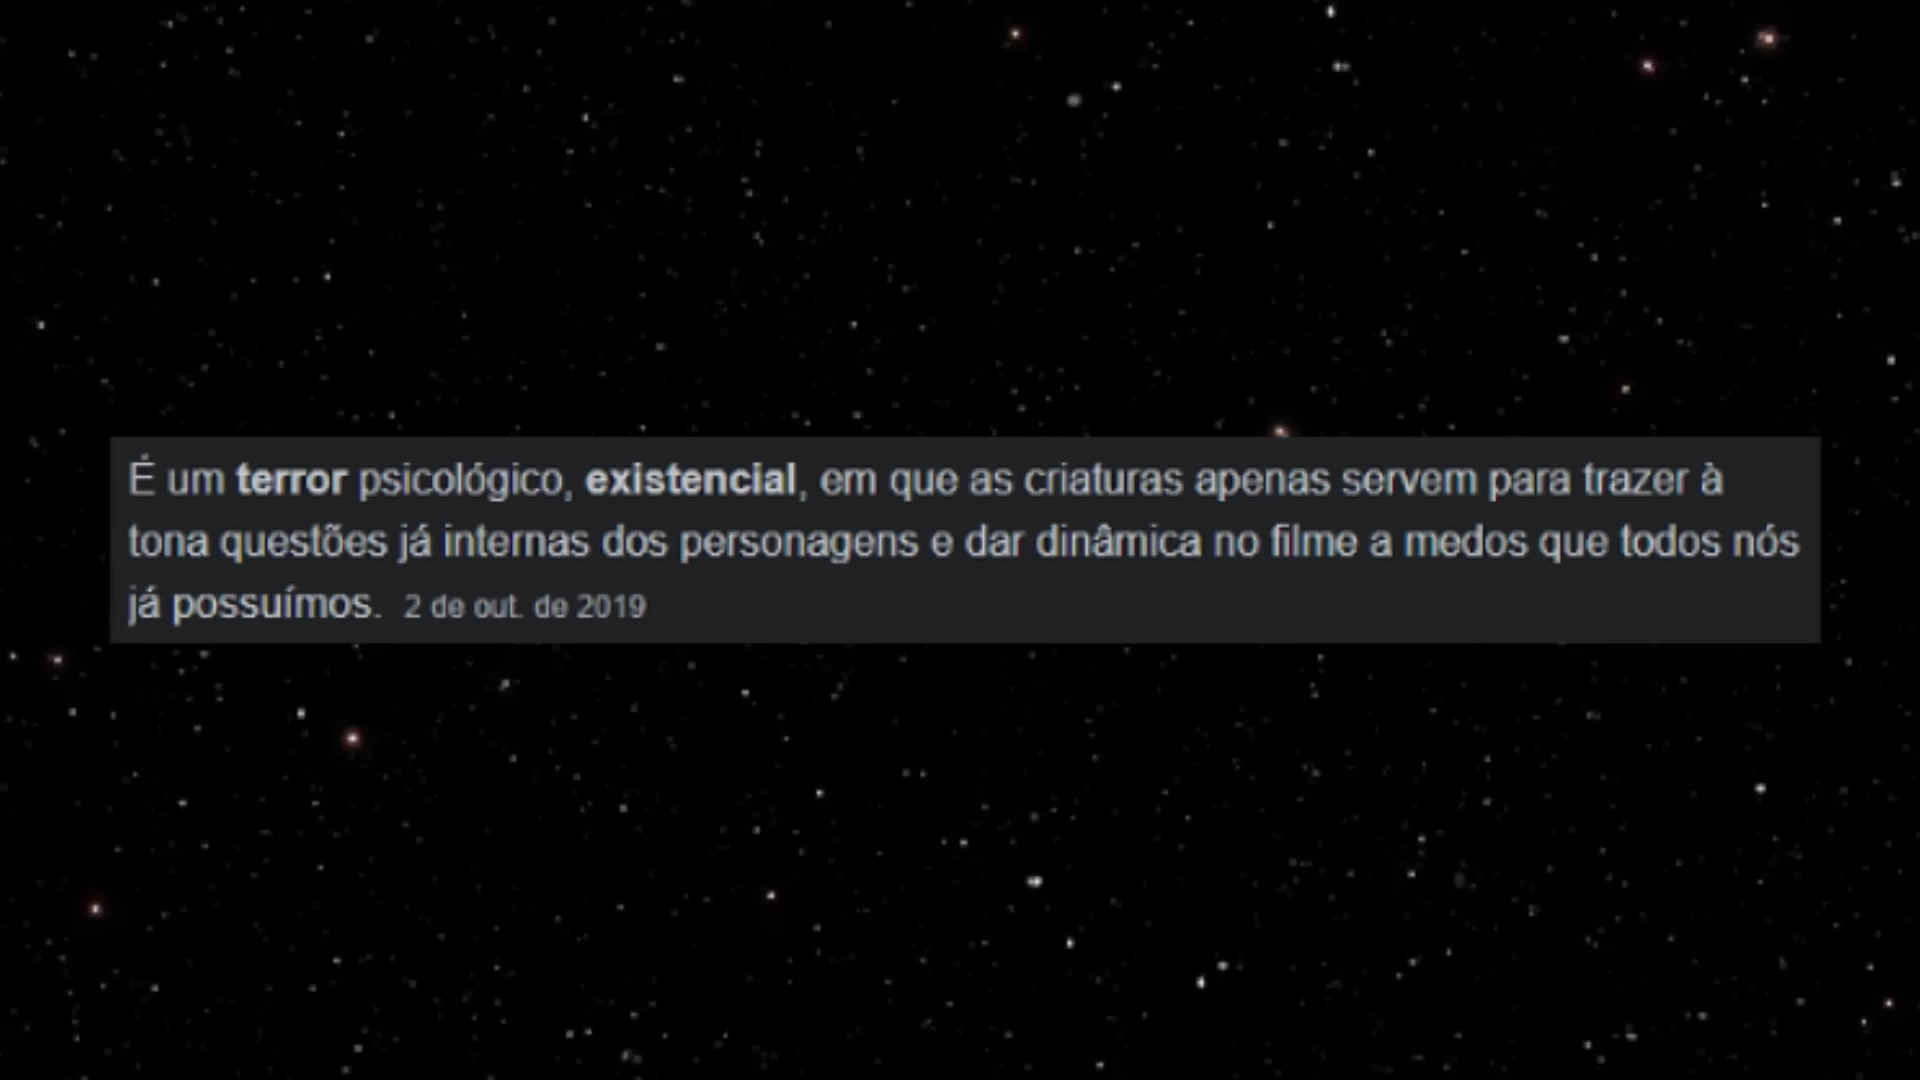 É um terror psicológico, existencial, em que as criaturas apenas servem para trazer à
tona questões já internas dos personagens e dar dinâmica no filme a medos que todos nós
já possuímos. 2 de out. de 2019